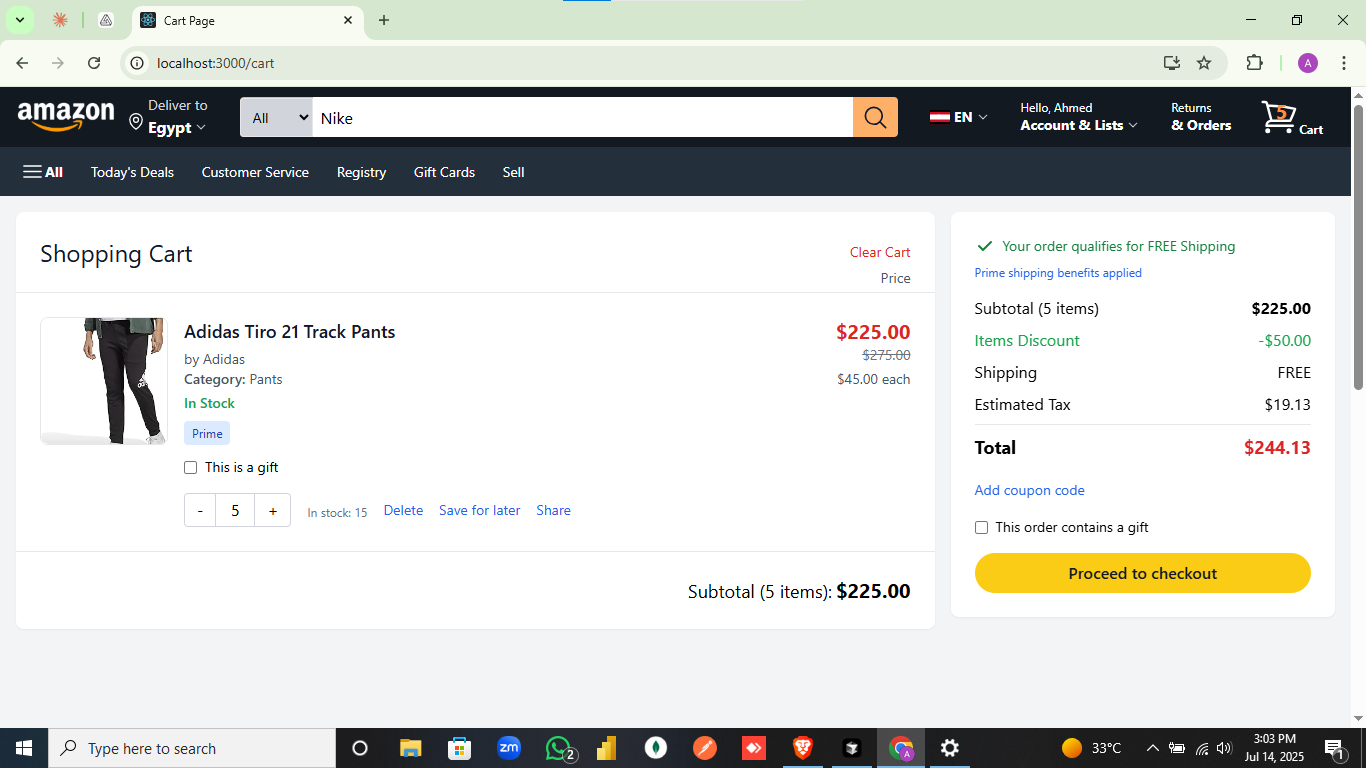 Cart Page
localhost:3000/cart
A
amazon
Deliver to
Egypt
All
Nike
EN
Hello, Ahmed
Account & Lists
Returns
& Orders
5
Cart
All
Today's Deals
Customer Service
Registry
Gift Cards
Sell
Shopping Cart
Clear Cart
Price
Adidas Tiro 21 Track Pants
by Adidas
Category: Pants
In Stock
Prime
This is a gift
- 5 +
In stock: 15
Delete
Save for later
Share
$225.00
$275.00
$45.00 each
Subtotal (5 items): $225.00
Your order qualifies for FREE Shipping
Prime shipping benefits applied
Subtotal (5 items) $225.00
Items Discount -$50.00
Shipping FREE
Estimated Tax $19.13
Total $244.13
Add coupon code
This order contains a gift
Proceed to checkout
Type here to search
zm
2
A
33°C
3:03 PM
Jul 14, 2025
1